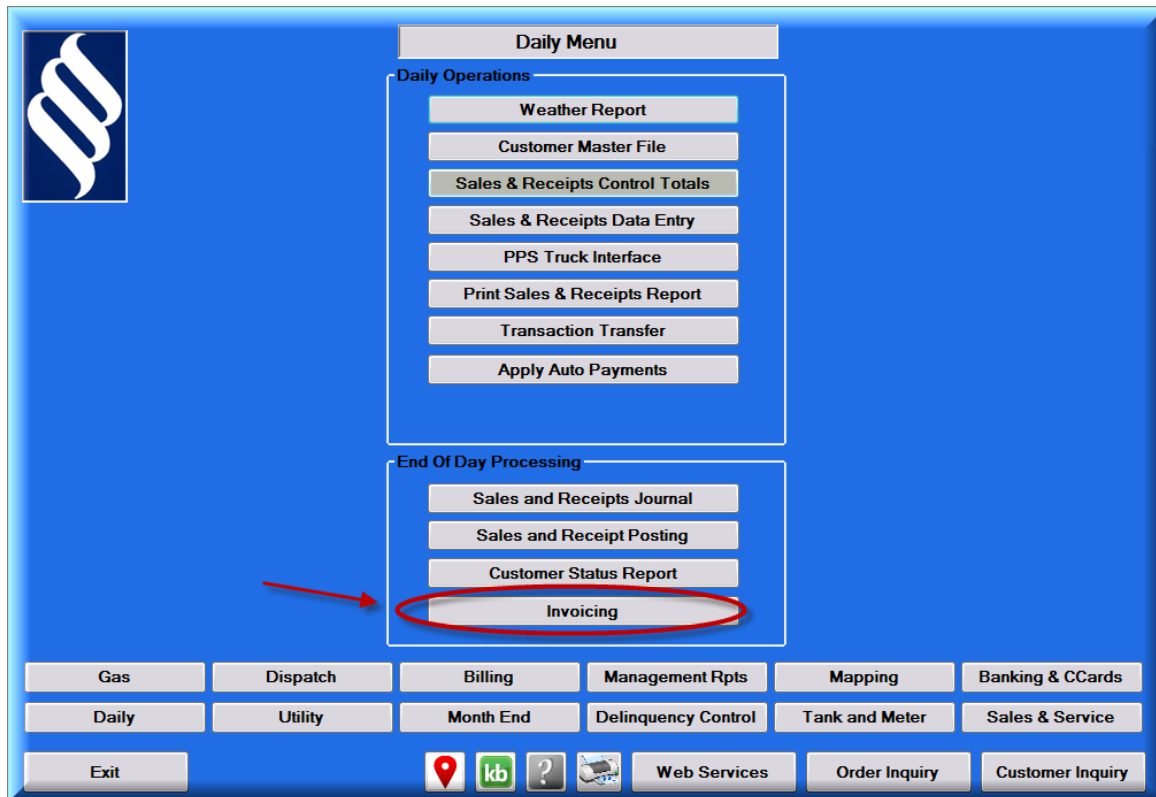 Daily Menu
Daily Operations
Weather Report
Customer Master File
Sales & Receipts Control Totals
Sales & Receipts Data Entry
PPS Truck Interface
Print Sales & Receipts Report
Transaction Transfer
Apply Auto Payments
End Of Day Processing
Sales and Receipts Journal
Sales and Receipt Posting
Customer Status Report
Invoicing
Gas Dispatch Billing Management Rpts Mapping Banking & CCards
Daily Utility Month End Delinquency Control Tank and Meter Sales & Service
Exit kb ? Web Services Order Inquiry Customer Inquiry